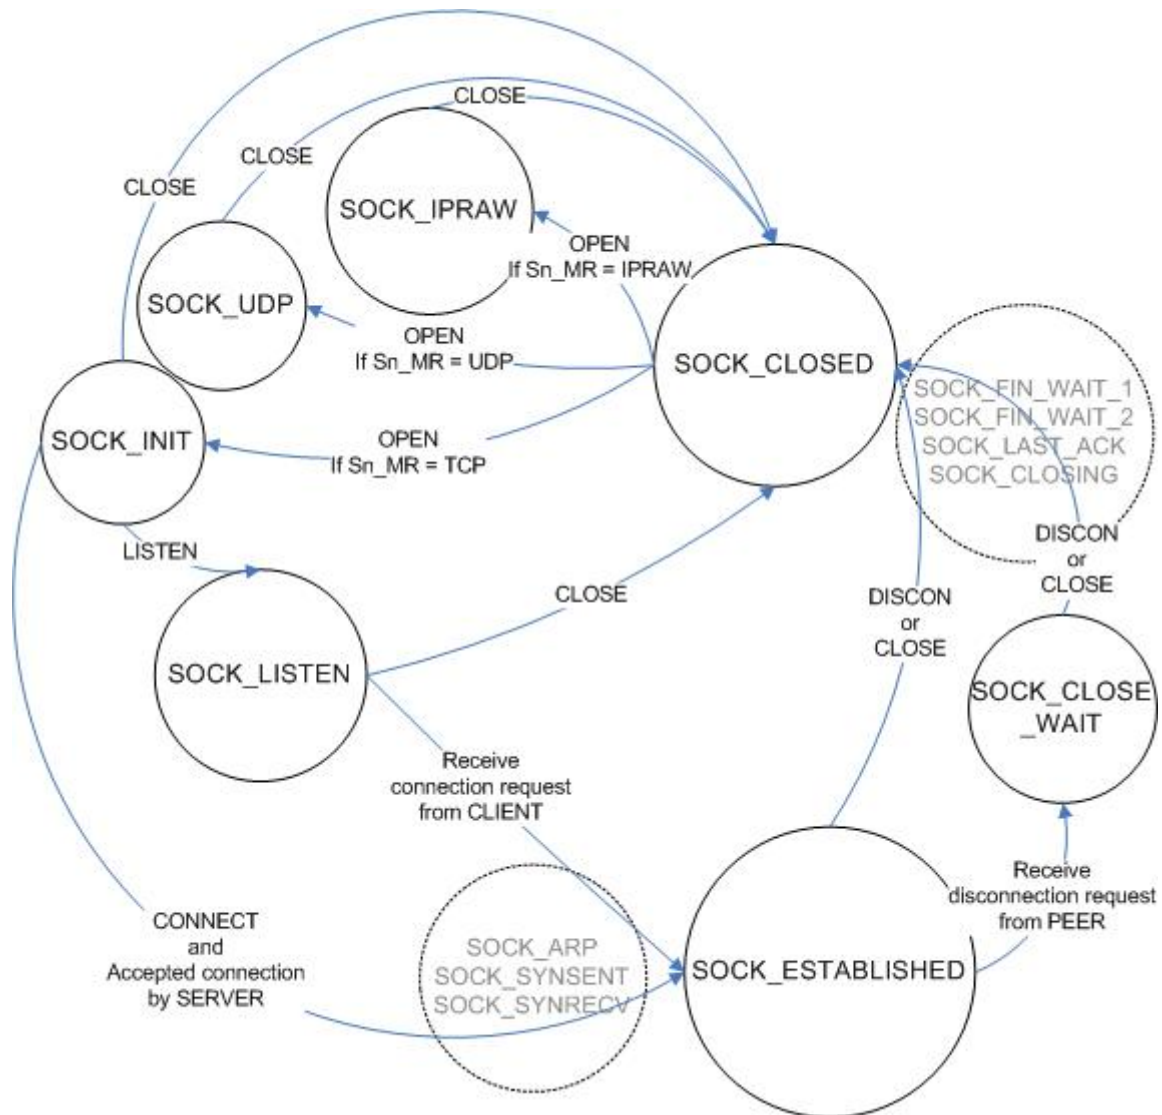 CLOSE
CLOSE
CLOSE
SOCK_IPRAW
OPEN
If Sn_MR = IPRAW
SOCK_UDP
OPEN
If Sn_MR = UDP
SOCK_CLOSED
SOCK_FIN_WAIT_1
SOCK_FIN_WAIT_2
SOCK_LAST_ACK
SOCK_CLOSING
SOCK_INIT
OPEN
If Sn_MR = TCP
LISTEN
DISCON
or
CLOSE
CLOSE
DISCON
or
CLOSE
SOCK_LISTEN
SOCK_CLOSE
_WAIT
Receive
connection request
from CLIENT
Receive
disconnection request
from PEER
CONNECT
and
Accepted connection
by SERVER
SOCK_ARP
SOCK_SYNSENT
SOCK_SYNRECV
SOCK_ESTABLISHED